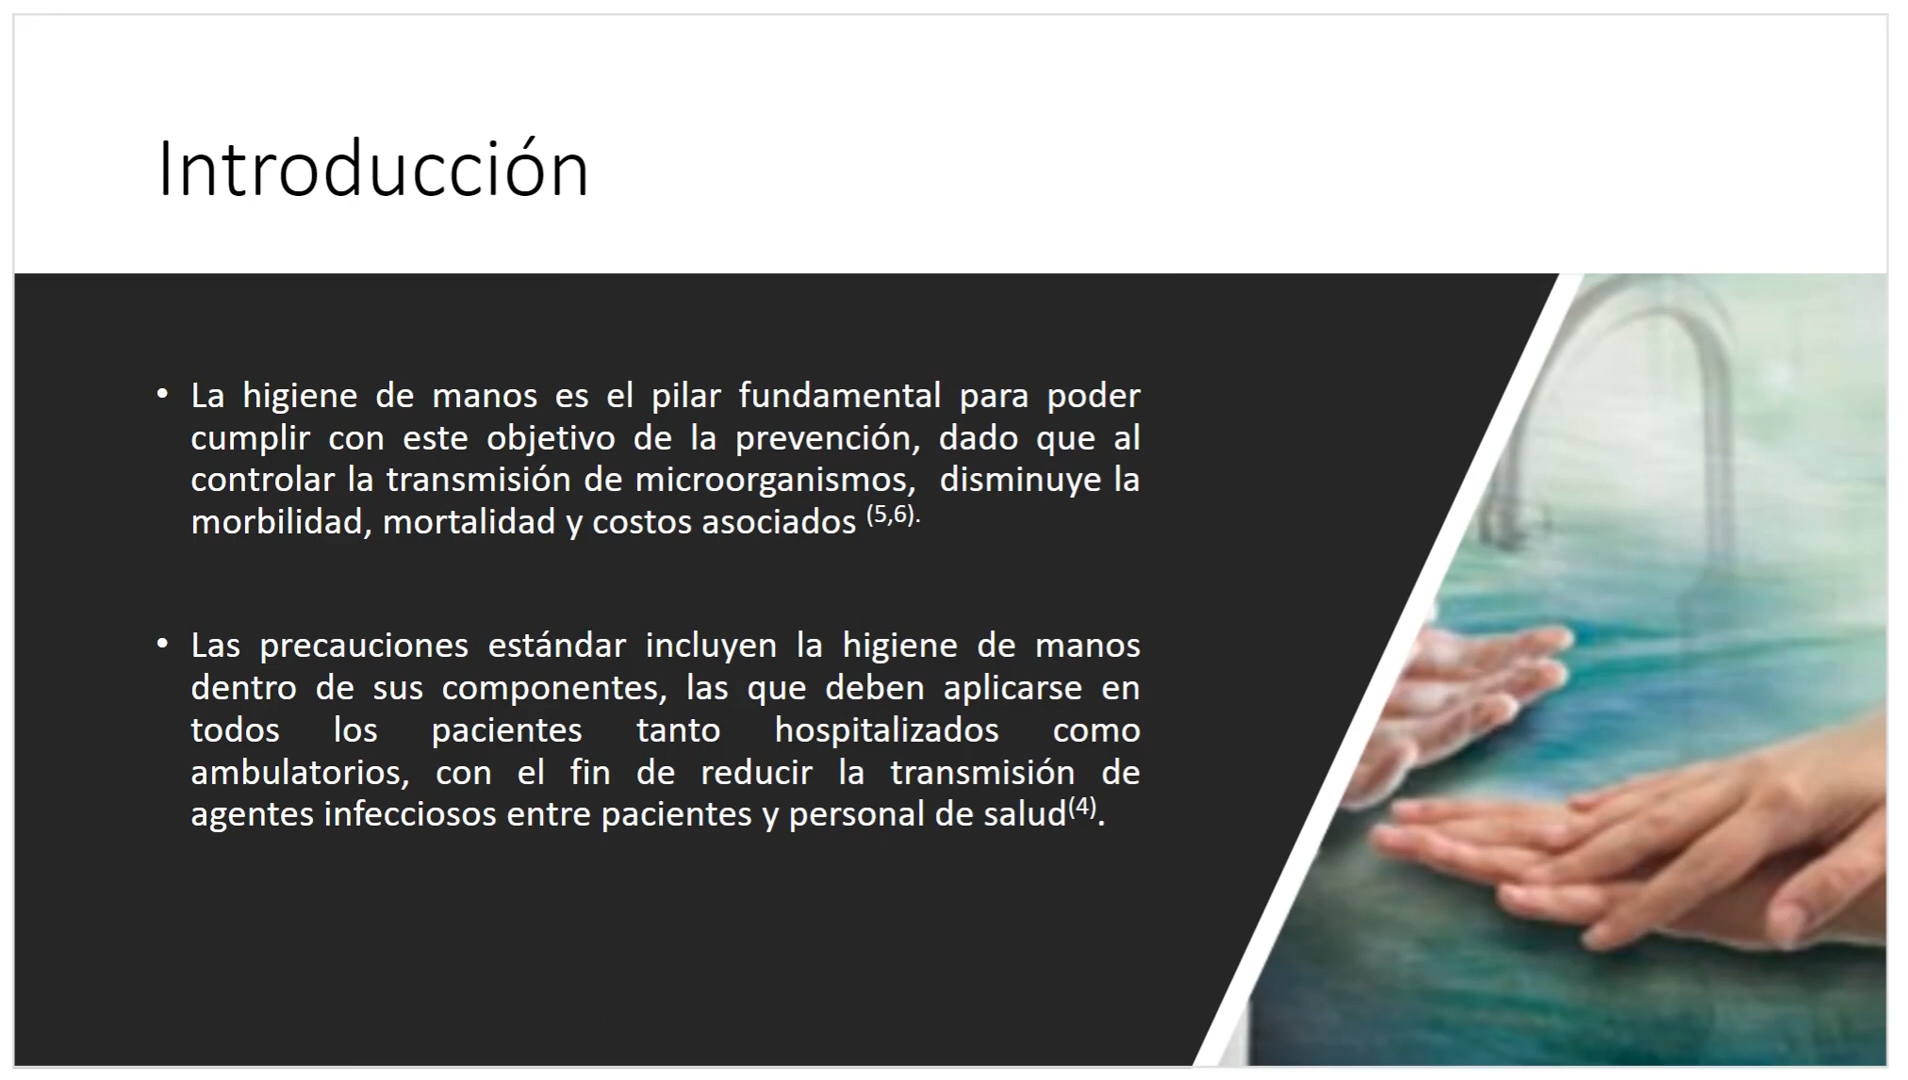 Introducción
• La higiene de manos es el pilar fundamental para poder
cumplir con este objetivo de la prevención, dado que al
controlar la transmisión de microorganismos,  disminuye la
morbilidad, mortalidad y costos asociados (5,6).
• Las precauciones estándar incluyen la higiene de manos
dentro de sus componentes, las que deben aplicarse en
todos los pacientes tanto hospitalizados como
ambulatorios, con el fin de reducir la transmisión de
agentes infecciosos entre pacientes y personal de salud(4).